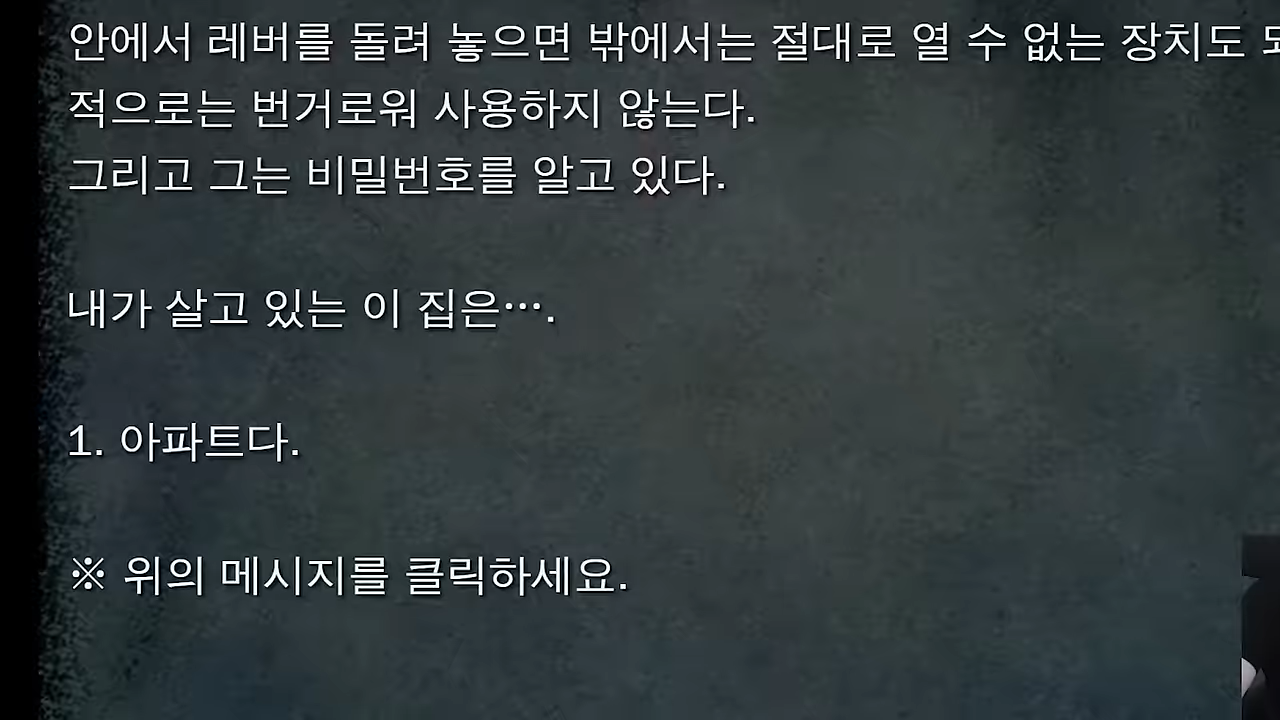 안에서 레버를 돌려 놓으면 밖에서는 절대로 열 수 없는 장치도
적으로는 번거로워 사용하지 않는다.
그리고 그는 비밀번호를 알고 있다.
내가 살고 있는 이 집은….
1. 아파트다.
※ 위의 메시지를 클릭하세요.